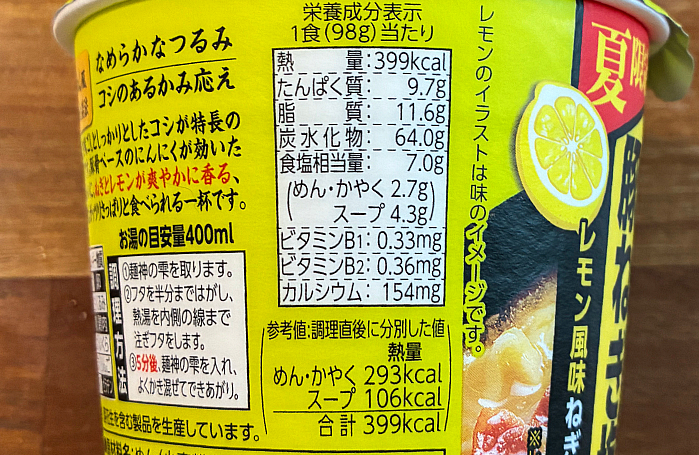 なめらかなつるみ
コシのあるかみ応え
しっかりとしたコシが特長の
ベースのにんにくが効いた
ねぎとレモンが爽やかに香る、
さっぱりと食べられる一杯です。
お湯の目安量400ml
調理方法
①麺神の雫を取ります。
②フタを半分まではがし、
熱湯を内側の線まで
注ぎフタをします。
③5分後、麺神の雫を入れ、
よくかき混ぜてできあがり。
を含む製品を生産しています。
栄養成分表示
1食(98g)当たり
熱量:399kcal
たんぱく質:9.7g
脂質:11.6g
炭水化物:64.0g
食塩相当量:7.0g
(めん・かやく 2.7g)
(スープ 4.3g)
ビタミンB1:0.33mg
ビタミンB2:0.36mg
カルシウム:154mg
参考値:調理直後に分別した値
熱量
めん・かやく 293kcal
スープ 106kcal
合計 399kcal
レモンのイラストは味のイメージです。
夏限
豚ねぎ
レモン風味ねぎ